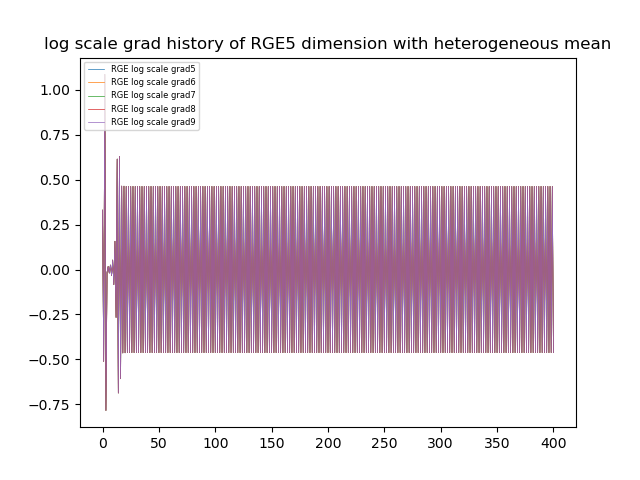 log scale grad history of RGE5 dimension with heterogeneous mean
RGE log scale grad5
RGE log scale grad6
RGE log scale grad7
RGE log scale grad8
RGE log scale grad9
1.00
0.75
0.50
0.25
0.00
−0.25
−0.50
−0.75
0 50 100 150 200 250 300 350 400